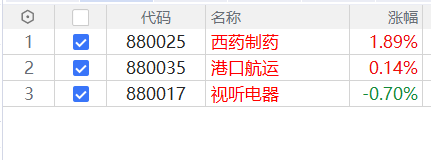 代码 名称 涨幅
1 880025 西药制药 1.89%
2 880035 港口航运 0.14%
3 880017 视听电器 -0.70%